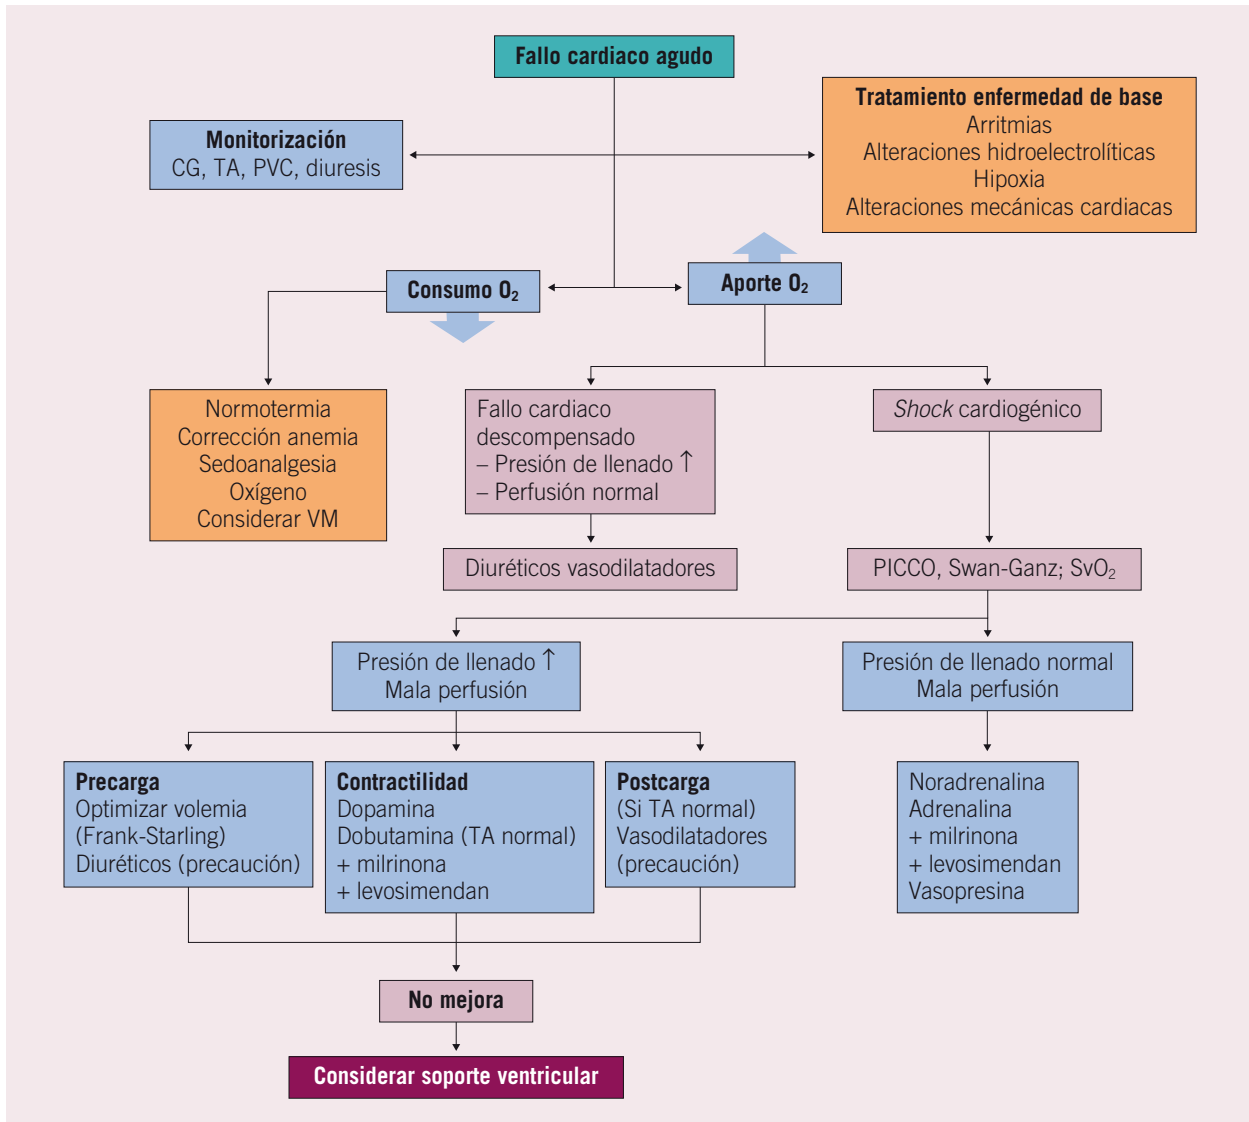 Fallo cardiaco agudo
Tratamiento enfermedad de base
Arritmias
Alteraciones hidroelectrolíticas
Hipoxia
Alteraciones mecánicas cardiacas
Monitorización
CG, TA, PVC, diuresis
Consumo O₂
Aporte O₂
Normotermia
Corrección anemia
Sedoanalgesia
Oxígeno
Considerar VM
Fallo cardiaco
descompensado
– Presión de llenado ↑
– Perfusión normal
Shock cardiogénico
Diuréticos vasodilatadores
PICCO, Swan-Ganz; SvO₂
Presión de llenado ↑
Mala perfusión
Presión de llenado normal
Mala perfusión
Precarga
Optimizar volemia
(Frank-Starling)
Diuréticos (precaución)
Contractilidad
Dopamina
Dobutamina (TA normal)
+ milrinona
+ levosimendan
Postcarga
(Si TA normal)
Vasodilatadores
(precaución)
Noradrenalina
Adrenalina
+ milrinona
+ levosimendan
Vasopresina
No mejora
Considerar soporte ventricular